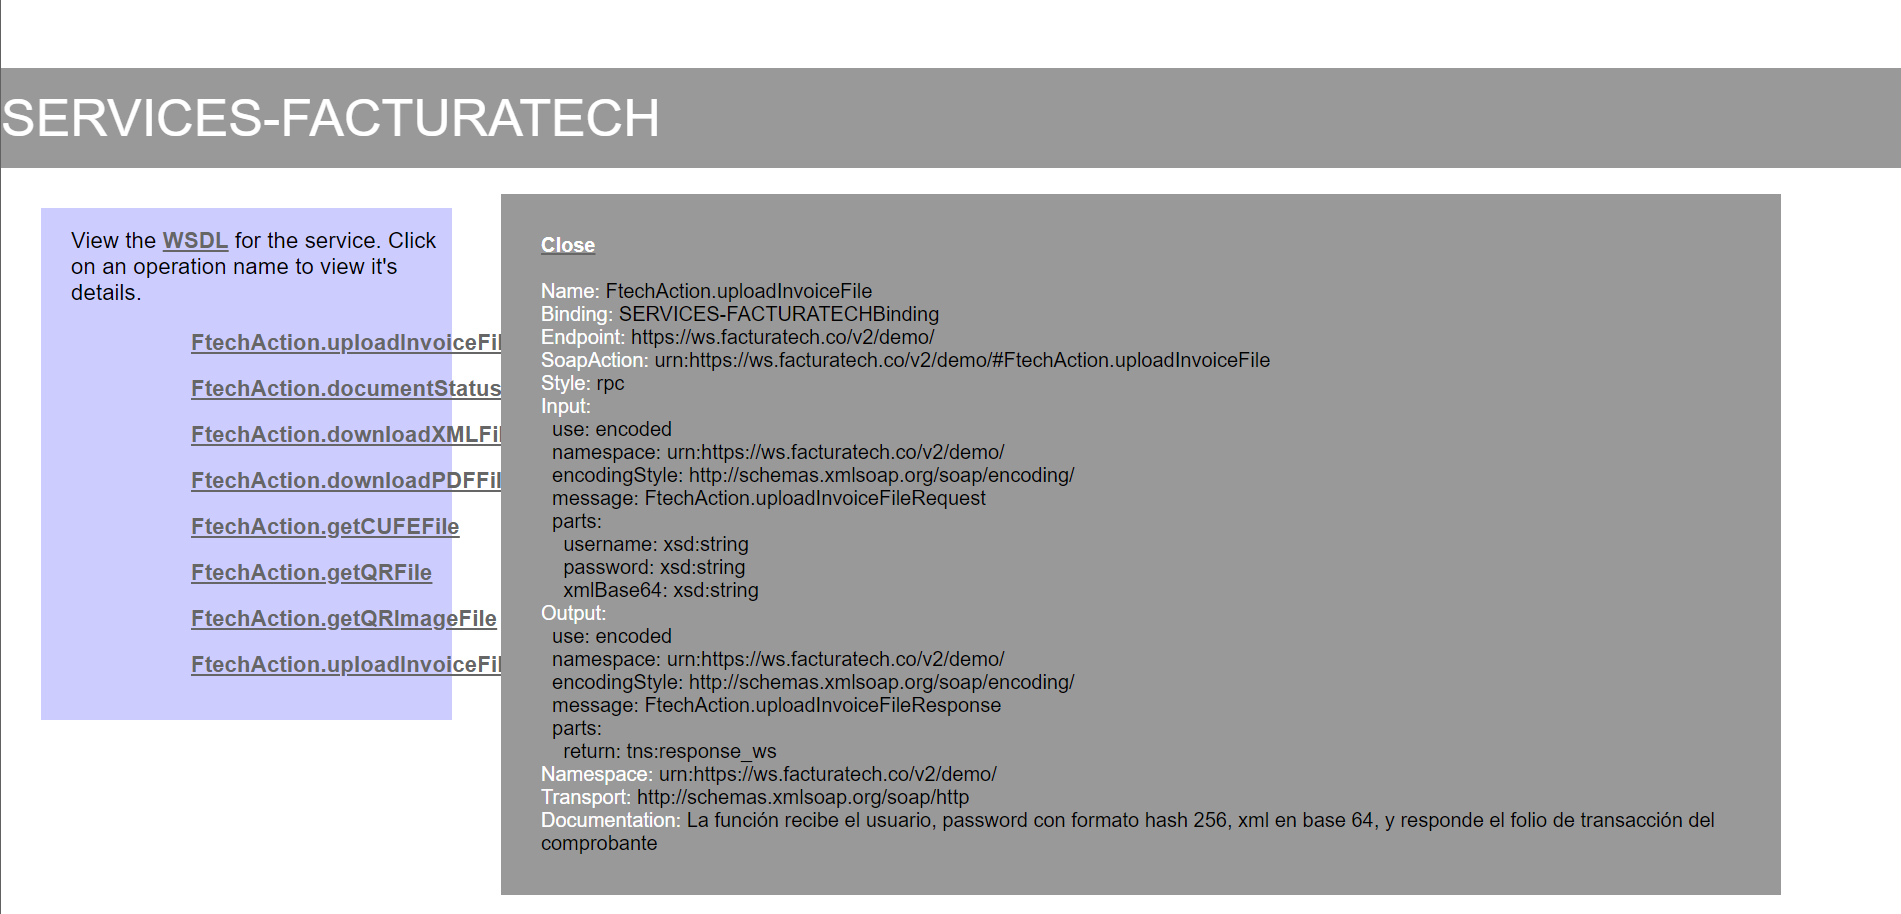 SERVICES-FACTURATECH
View the WSDL for the service. Click
on an operation name to view it's
details.
FtechAction.uploadInvoiceFil
FtechAction.documentStatus
FtechAction.downloadXMLFil
FtechAction.downloadPDFFil
FtechAction.getCUFEFile
FtechAction.getQRFile
FtechAction.getQRImageFile
FtechAction.uploadInvoiceFil
Close
Name: FtechAction.uploadInvoiceFile
Binding: SERVICES-FACTURATECHBinding
Endpoint: https://ws.facturatech.co/v2/demo/
SoapAction: urn:https://ws.facturatech.co/v2/demo/#FtechAction.uploadInvoiceFile
Style: rpc
Input:
use: encoded
namespace: urn:https://ws.facturatech.co/v2/demo/
encodingStyle: http://schemas.xmlsoap.org/soap/encoding/
message: FtechAction.uploadInvoiceFileRequest
parts:
username: xsd:string
password: xsd:string
xmlBase64: xsd:string
Output:
use: encoded
namespace: urn:https://ws.facturatech.co/v2/demo/
encodingStyle: http://schemas.xmlsoap.org/soap/encoding/
message: FtechAction.uploadInvoiceFileResponse
parts:
return: tns:response_ws
Namespace: urn:https://ws.facturatech.co/v2/demo/
Transport: http://schemas.xmlsoap.org/soap/http
Documentation: La función recibe el usuario, password con formato hash 256, xml en base 64, y responde el folio de transacción del
comprobante